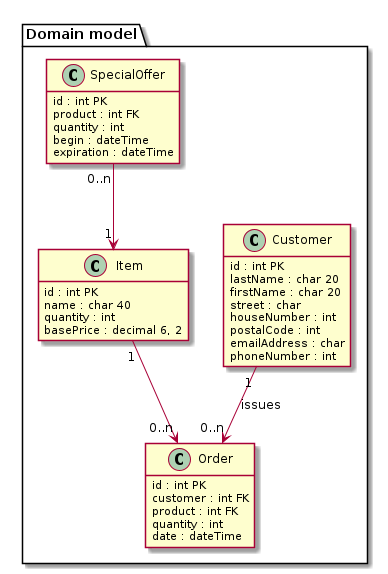 Domain model
C SpecialOffer
id : int PK
product : int FK
quantity : int
begin : dateTime
expiration : dateTime
0..n
1
C Item
id : int PK
name : char 40
quantity : int
basePrice : decimal 6, 2
C Customer
id : int PK
lastName : char 20
firstName : char 20
street : char
houseNumber : int
postalCode : int
emailAddress : char
phoneNumber : int
1
0..n
1
issues
0..n
C Order
id : int PK
customer : int FK
product : int FK
quantity : int
date : dateTime